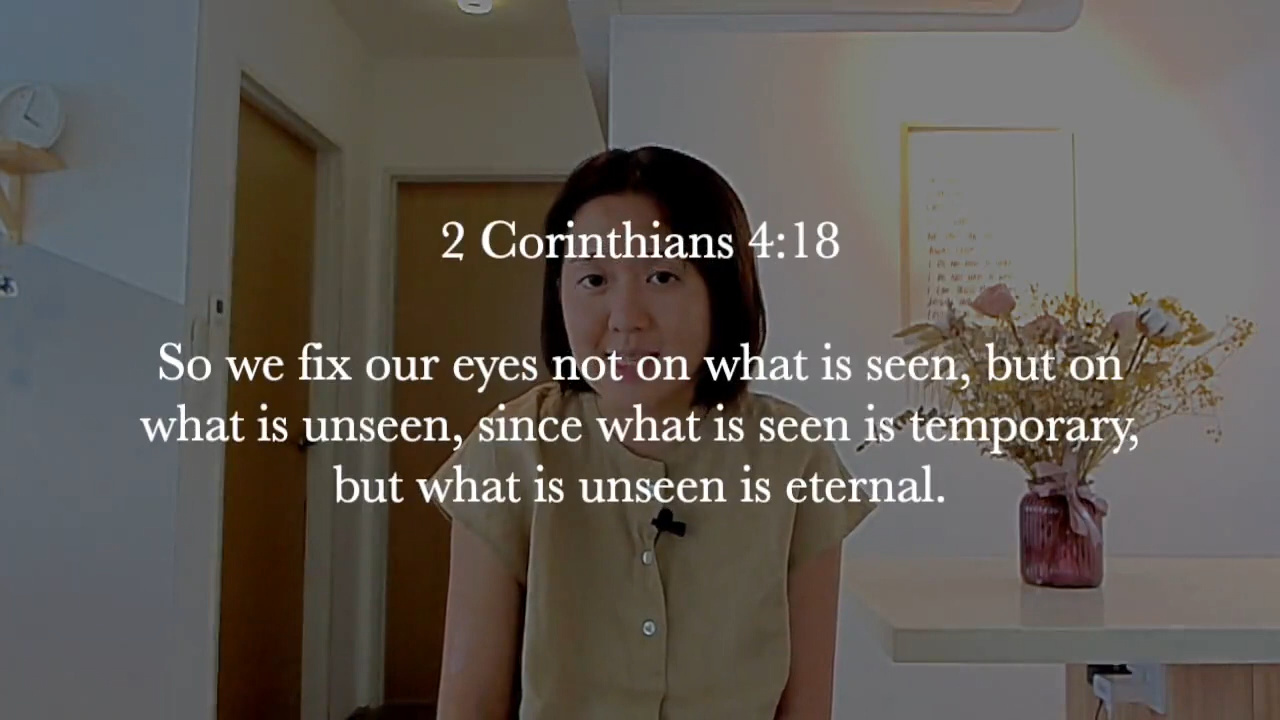 2 Corinthians 4:18
So we fix our eyes not on what is seen, but on
what is unseen, since what is seen is temporary,
but what is unseen is eternal.